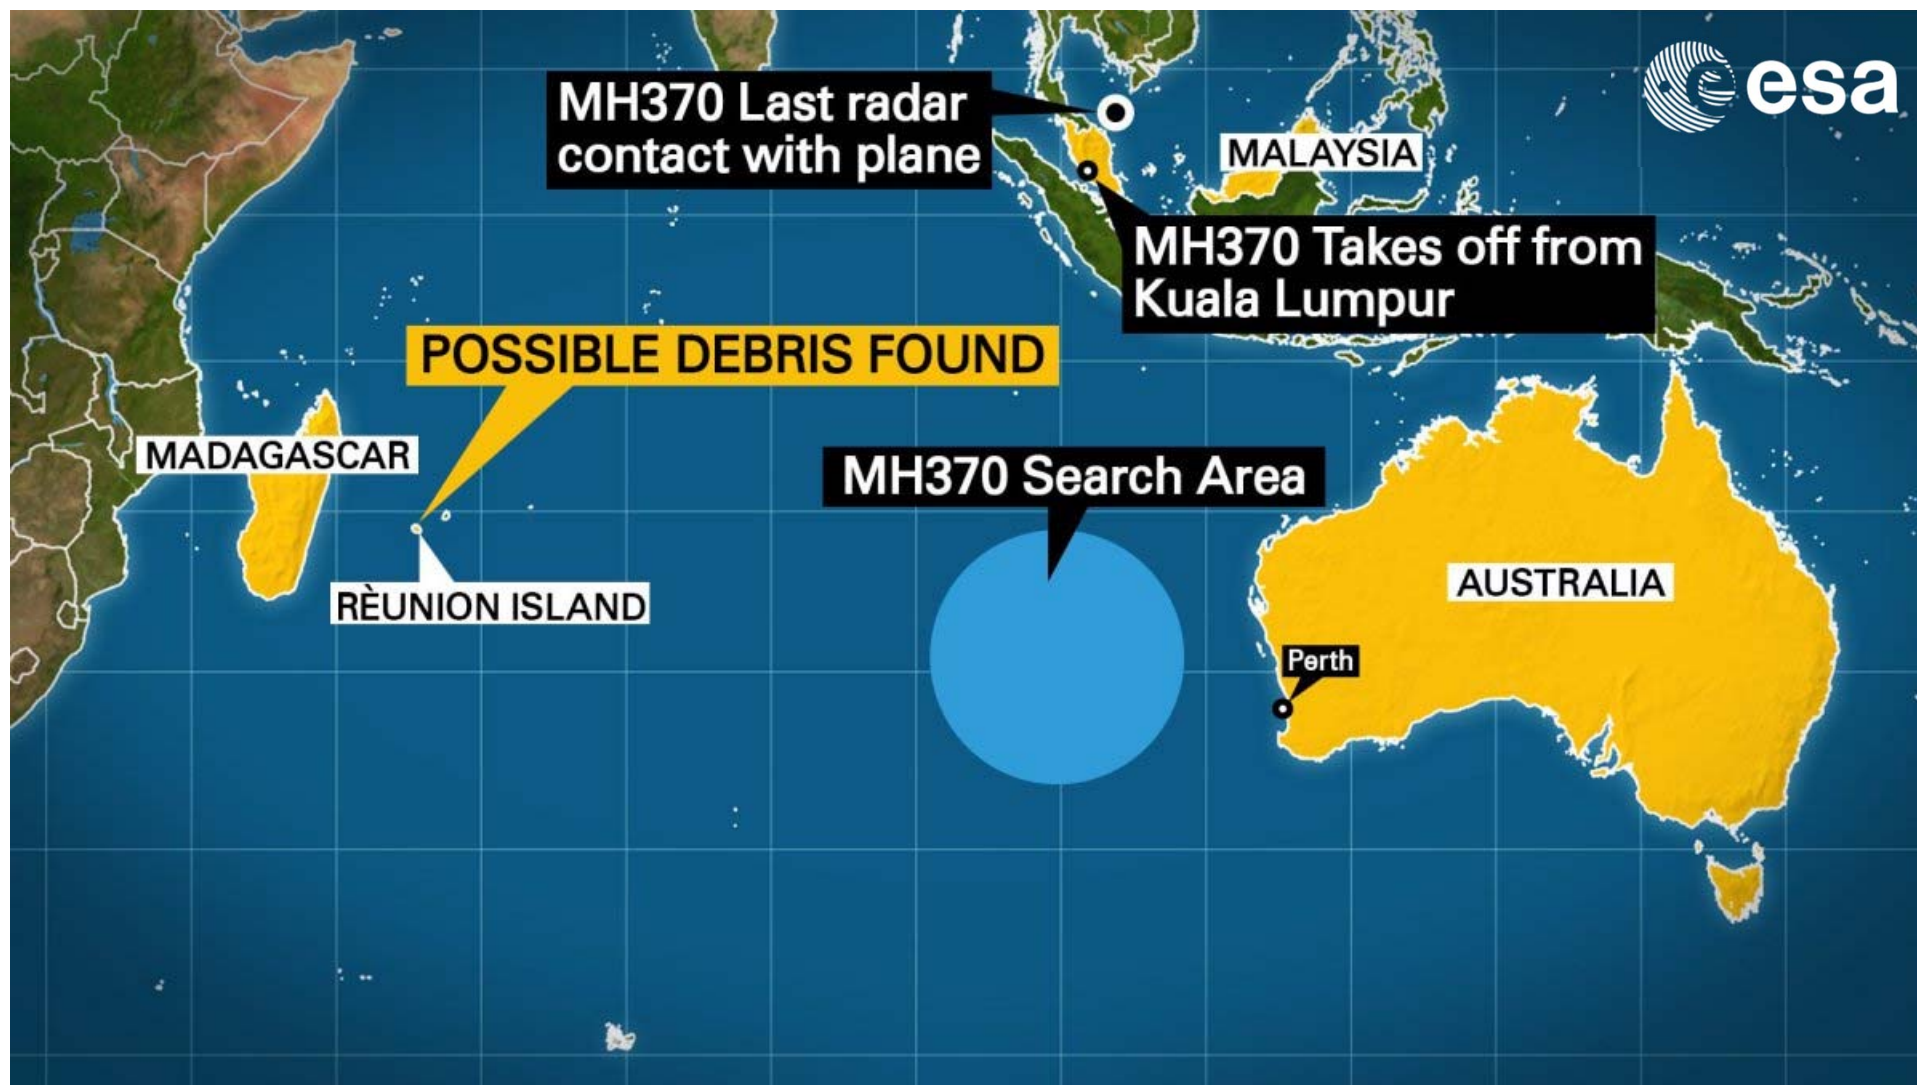 esa
MH370 Last radar
contact with plane
MALAYSIA
MH370 Takes off from
Kuala Lumpur
POSSIBLE DEBRIS FOUND
MADAGASCAR
MH370 Search Area
RÈUNION ISLAND
AUSTRALIA
Perth